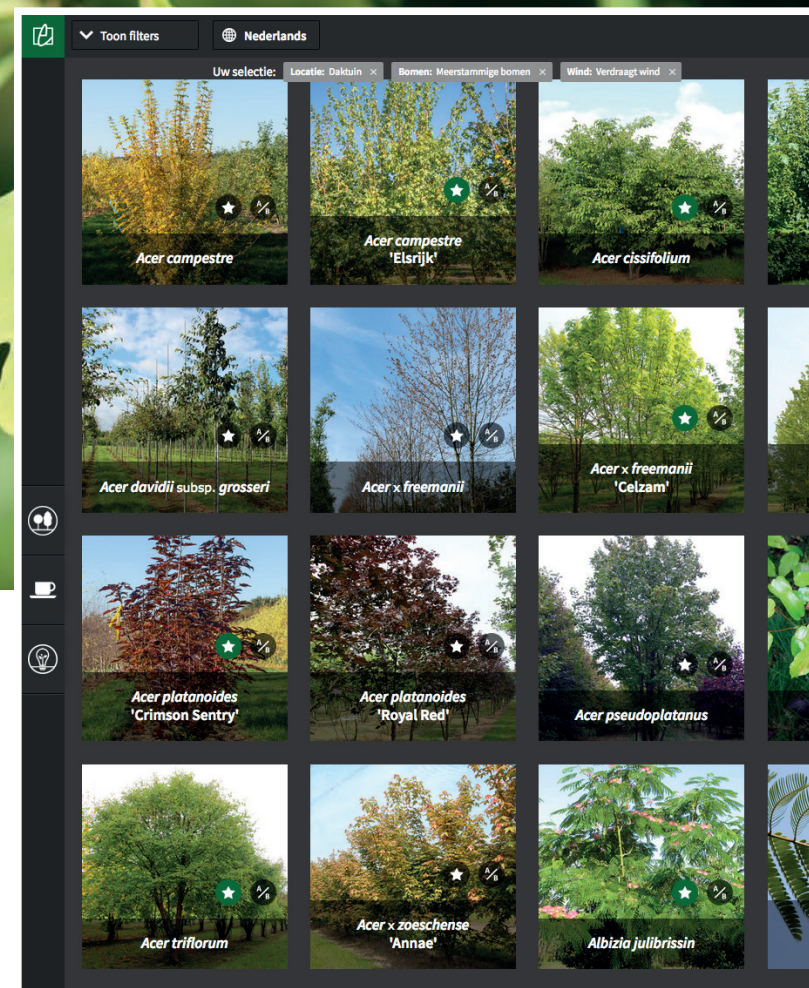 Toon filters
Nederlands
Uw selectie: Locatie: Daktuin × Bomen: Meerstammige bomen × Wind: Verdraagt wind ×
A/B
A/B
A/B
Acer campestre
Acer campestre
'Elsrijk'
Acer cissifolium
A/B
A/B
A/B
Acer davidii subsp. grosseri
Acer x freemanii
Acer x freemanii
'Celzam'
A/B
A/B
A/B
Acer platanoides
'Crimson Sentry'
Acer platanoides
'Royal Red'
Acer pseudoplatanus
A/B
A/B
A/B
Acer triflorum
Acer x zoeschense
'Annae'
Albizia julibrissin